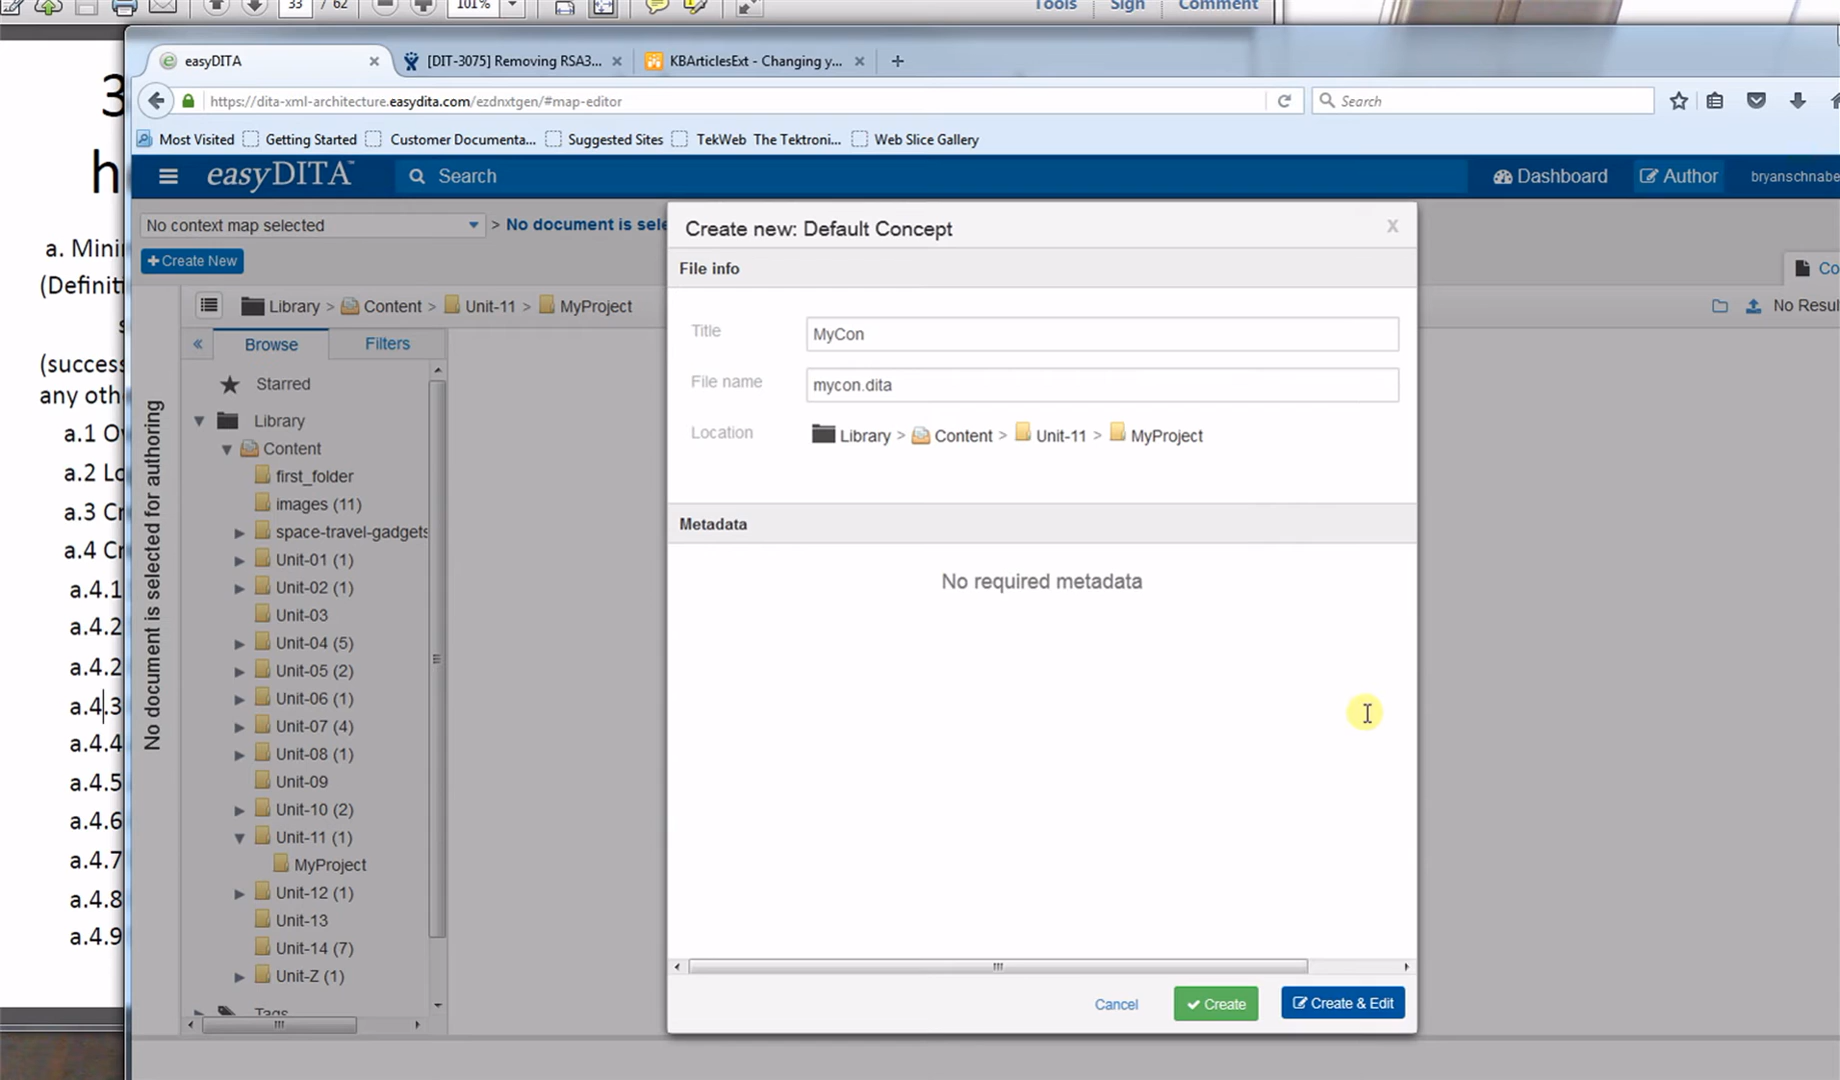 33 / 62
101%
Tools
Sign
Comment
easyDITA
[DIT-3075] Removing RSA3...
KBArticlesExt - Changing y...
https://dita-xml-architecture.easydita.com/ezdnxtgen/#map-editor
Search
Most Visited
Getting Started
Customer Documenta...
Suggested Sites
TekWeb The Tektroni...
Web Slice Gallery
easyDITA™
Search
Dashboard
Author
bryanschnabe
No context map selected
> No document is sele
+ Create New
Library > Content > Unit-11 > MyProject
No Resul
Co
Browse
Filters
No document is selected for authoring
Starred
Library
Content
first_folder
images (11)
space-travel-gadgets
Unit-01 (1)
Unit-02 (1)
Unit-03
Unit-04 (5)
Unit-05 (2)
Unit-06 (1)
Unit-07 (4)
Unit-08 (1)
Unit-09
Unit-10 (2)
Unit-11 (1)
MyProject
Unit-12 (1)
Unit-13
Unit-14 (7)
Unit-Z (1)
Tags
Create new: Default Concept
X
File info
Title
MyCon
File name
mycon.dita
Location
Library > Content > Unit-11 > MyProject
Metadata
No required metadata
Cancel
Create
Create & Edit
3
h
a. Mini
(Definiti
s
(success
any oth
a.1 Ov
a.2 Lo
a.3 Cr
a.4 Cr
a.4.1
a.4.2
a.4.2
a.4.3
a.4.4
a.4.5
a.4.6
a.4.7
a.4.8
a.4.9